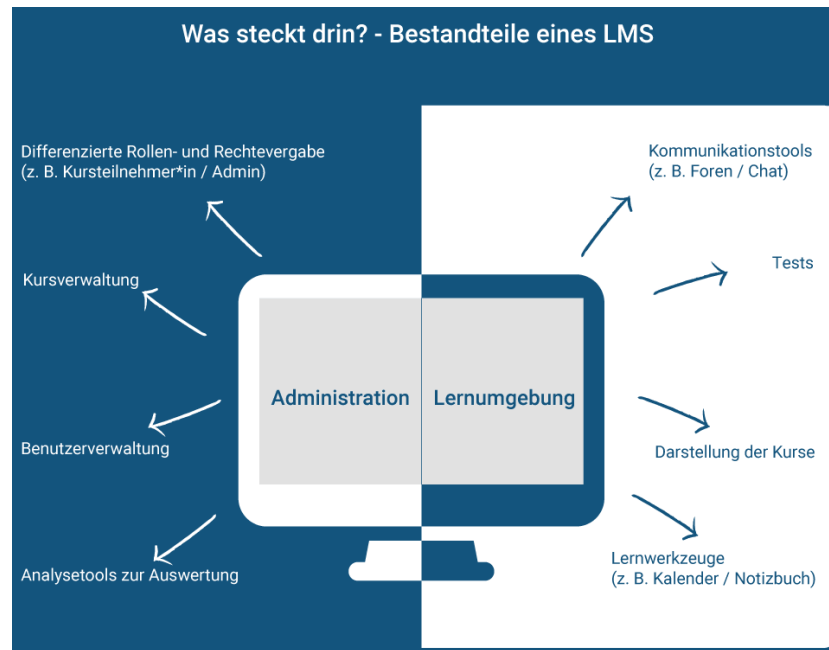 Was steckt drin? - Bestandteile eines LMS
Differenzierte Rollen- und Rechtevergabe
(z. B. Kursteilnehmer*in / Admin)
Kursverwaltung
Benutzerverwaltung
Analysetools zur Auswertung
Administration
Lernumgebung
Kommunikationstools
(z. B. Foren / Chat)
Tests
Darstellung der Kurse
Lernwerkzeuge
(z. B. Kalender / Notizbuch)